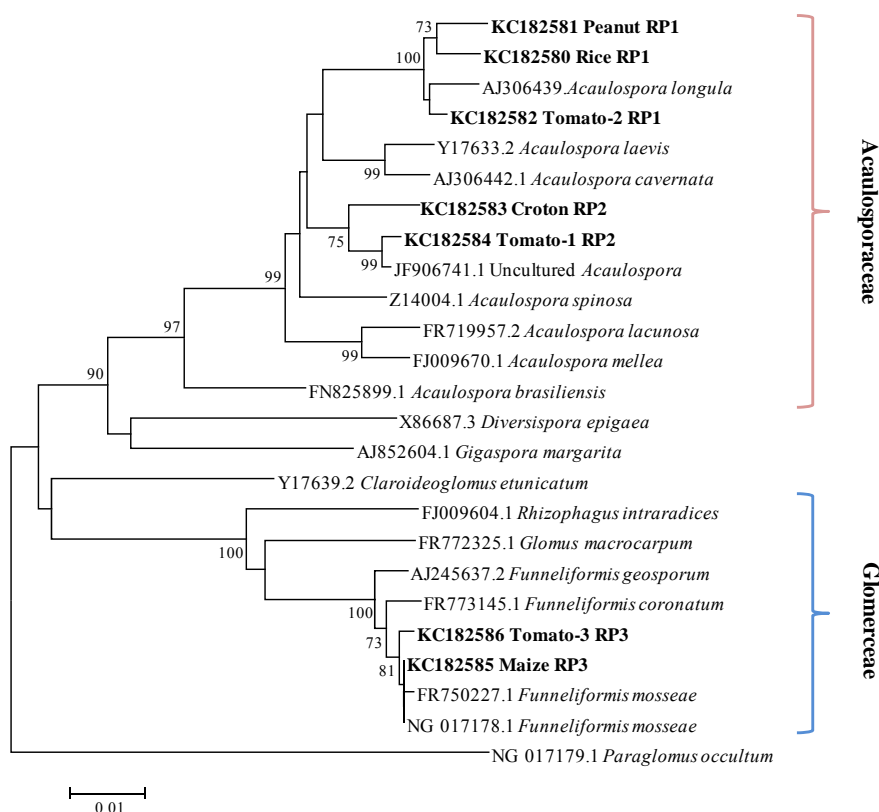 73
KC182581 Peanut RP1
KC182580 Rice RP1
100
AJ306439.Acaulospora longula
KC182582 Tomato-2 RP1
Y17633.2 Acaulospora laevis
99
AJ306442.1 Acaulospora cavernata
KC182583 Croton RP2
75
KC182584 Tomato-1 RP2
99
JF906741.1 Uncultured Acaulospora
99
Z14004.1 Acaulospora spinosa
FR719957.2 Acaulospora lacunosa
99
FJ009670.1 Acaulospora mellea
97
FN825899.1 Acaulospora brasiliensis
90
X86687.3 Diversispora epigaea
AJ852604.1 Gigaspora margarita
Y17639.2 Claroideoglomus etunicatum
FJ009604.1 Rhizophagus intraradices
100
FR772325.1 Glomus macrocarpum
AJ245637.2 Funneliformis geosporum
100
FR773145.1 Funneliformis coronatum
73
KC182586 Tomato-3 RP3
81
KC182585 Maize RP3
FR750227.1 Funneliformis mosseae
NG 017178.1 Funneliformis mosseae
NG 017179.1 Paraglomus occultum
0.01
Acaulosporaceae
Glomerceae